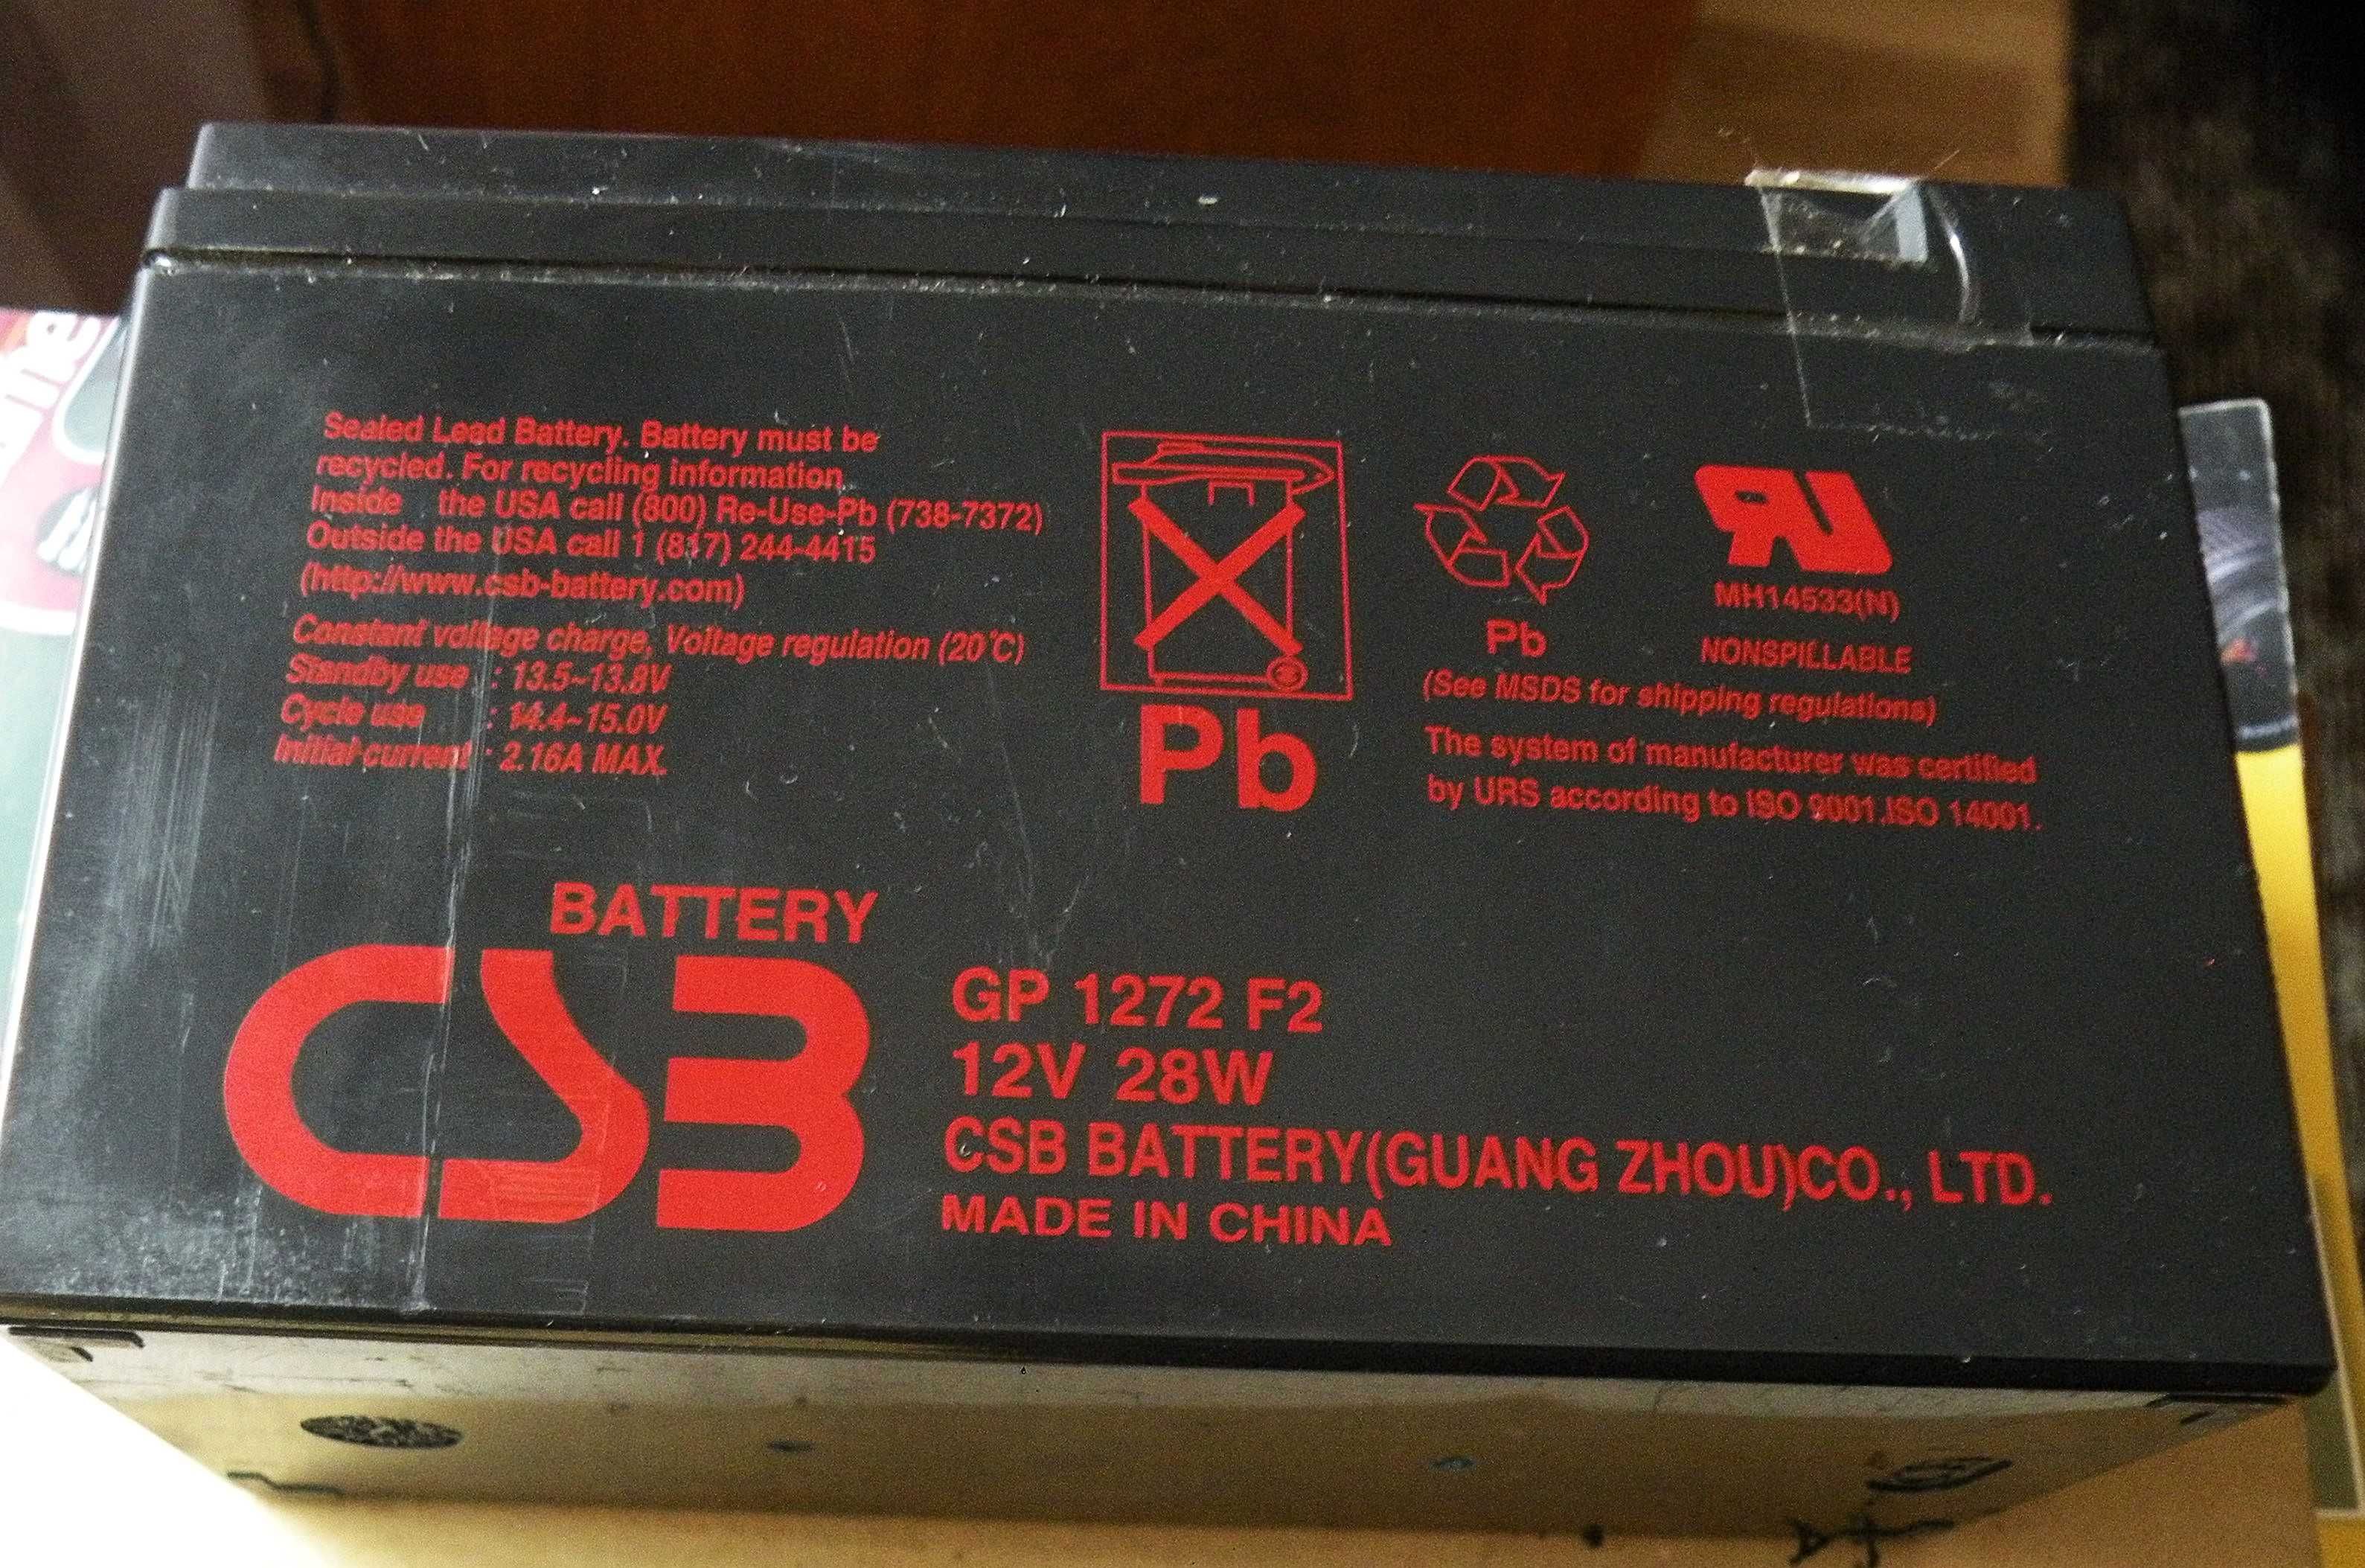 Sealed Lead Battery. Battery must be
recycled. For recycling information
Inside the USA call (800) Re-Use-Pb (738-7372)
Outside the USA call 1 (817) 244-4415
(http://www.csb-battery.com)
Constant voltage charge, Voltage regulation (20°C)
Standby use : 13.5~13.8V
Cycle use : 14.4~15.0V
Initial current : 2.16A MAX.
Pb
Pb
MH14533(N)
NONSPILLABLE
(See MSDS for shipping regulations)
The system of manufacturer was certified
by URS according to ISO 9001.ISO 14001.
BATTERY
CSB
GP 1272 F2
12V 28W
CSB BATTERY(GUANG ZHOU)CO., LTD.
MADE IN CHINA